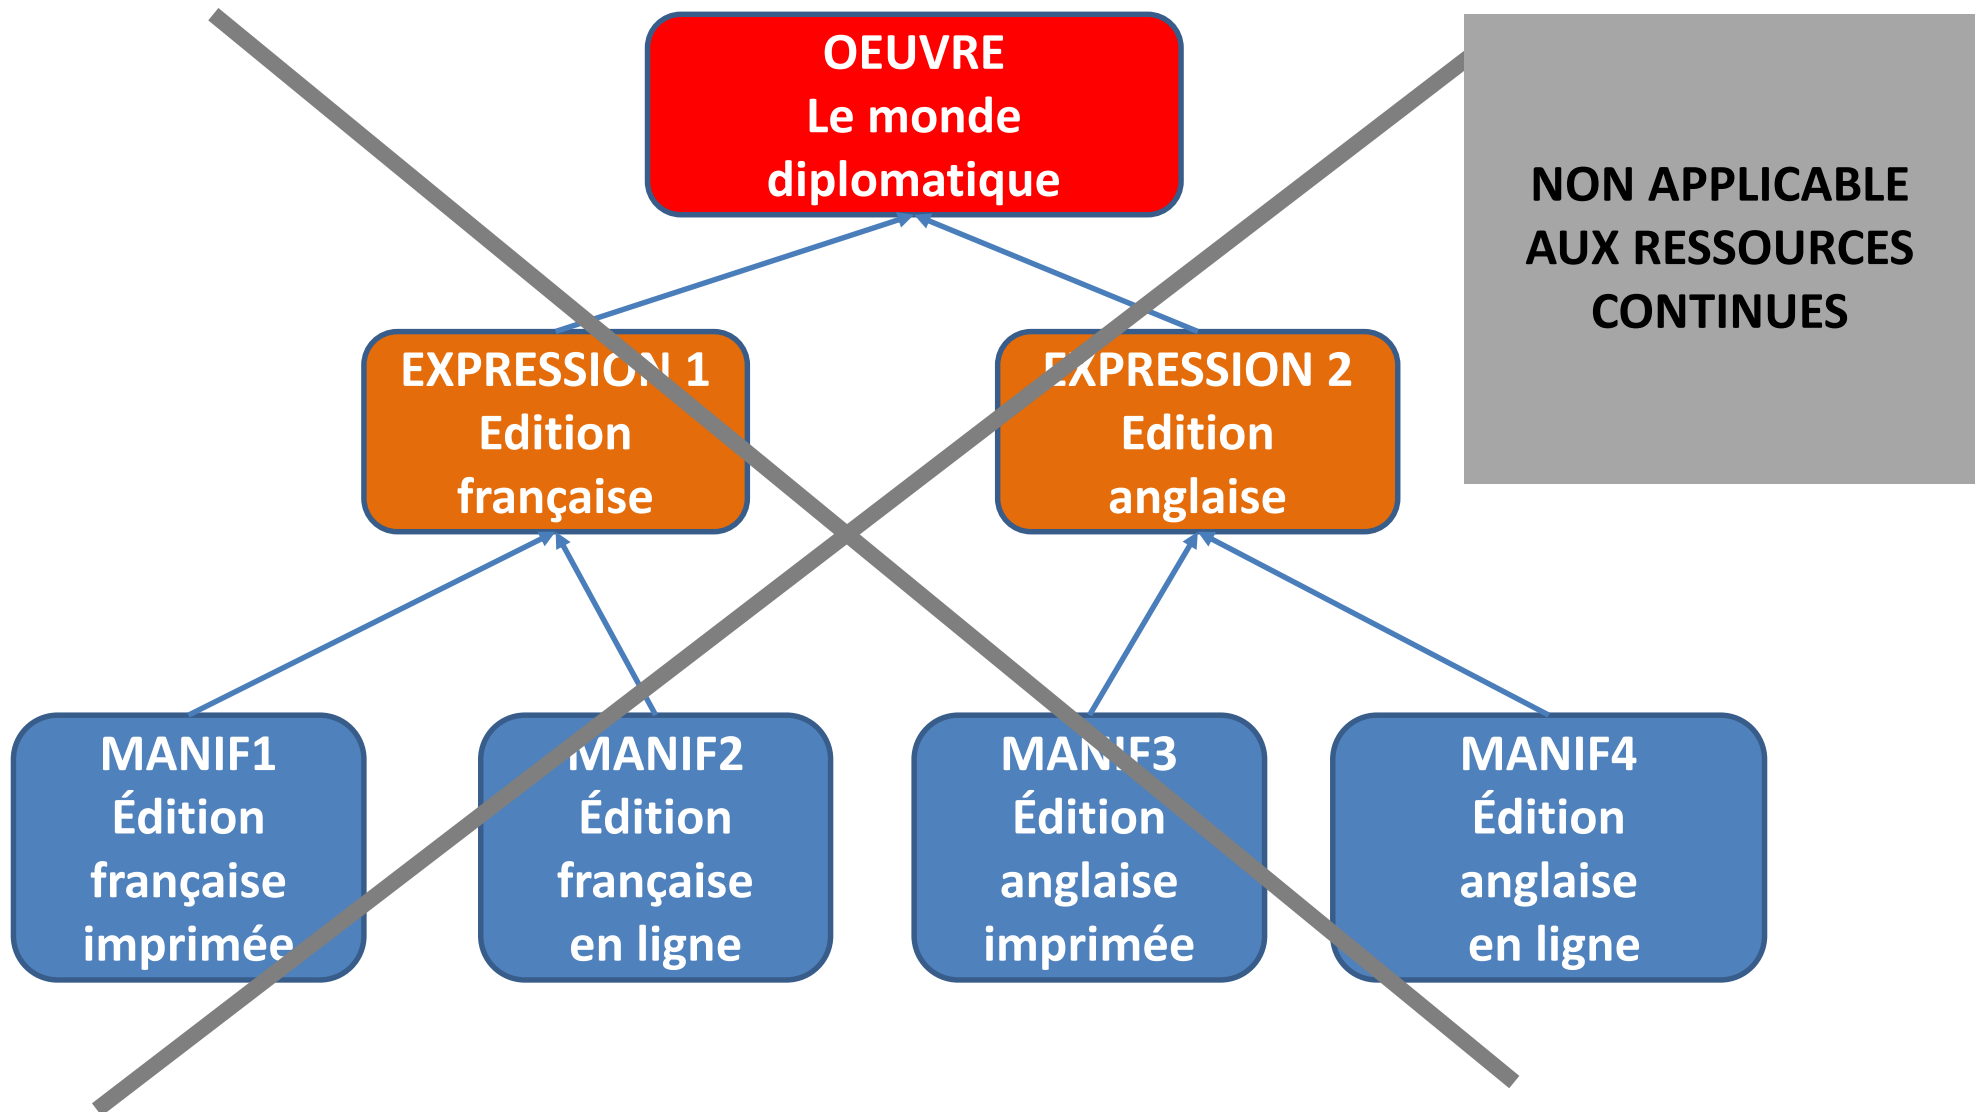 OEUVRE
Le monde
diplomatique
NON APPLICABLE
AUX RESSOURCES
CONTINUES
EXPRESSION 1
Edition
française
EXPRESSION 2
Edition
anglaise
MANIF1
Édition
française
imprimée
MANIF2
Édition
française
en ligne
MANIF3
Édition
anglaise
imprimée
MANIF4
Édition
anglaise
en ligne